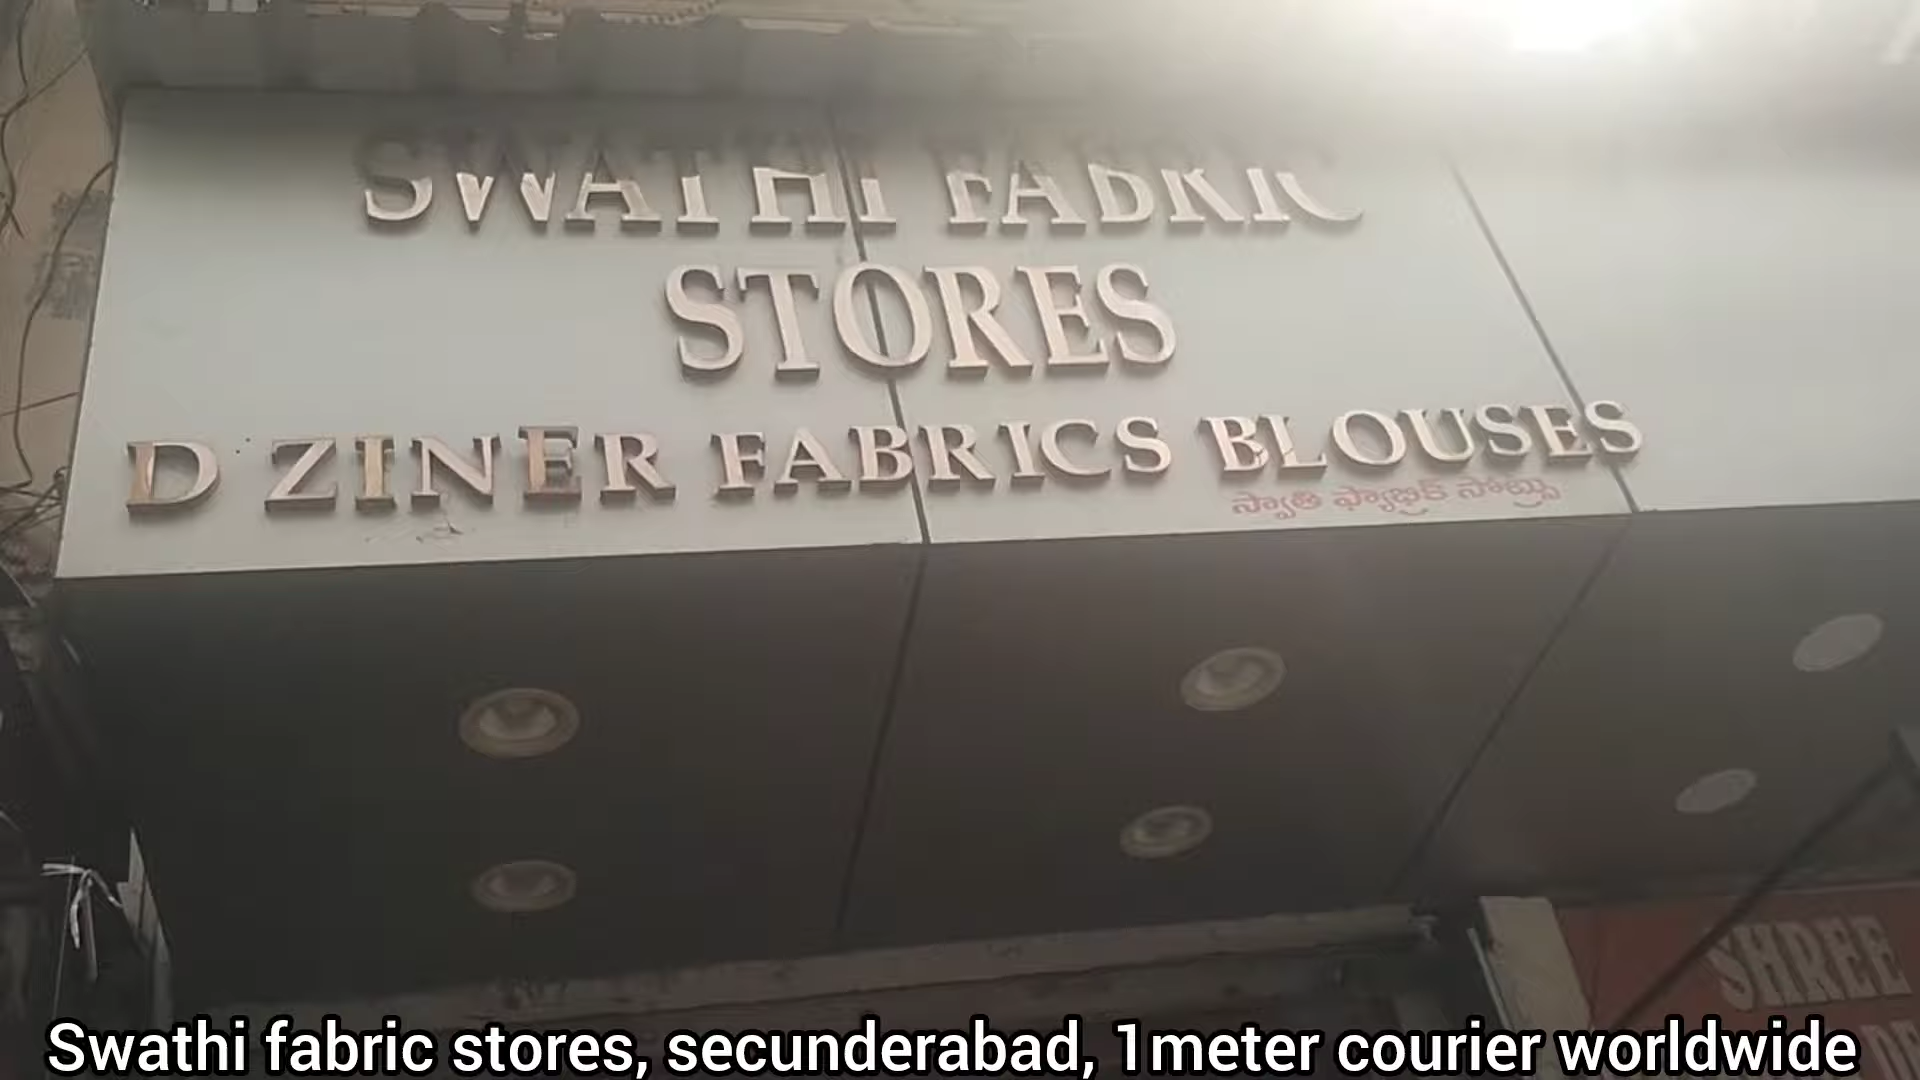 SWATHI FABRIC
STORES
D ZINER FABRICS BLOUSES
స్వాతి ఫ్యాబ్రిక్ స్టోర్స్
SHREE
Swathi fabric stores, secunderabad, 1meter courier worldwide